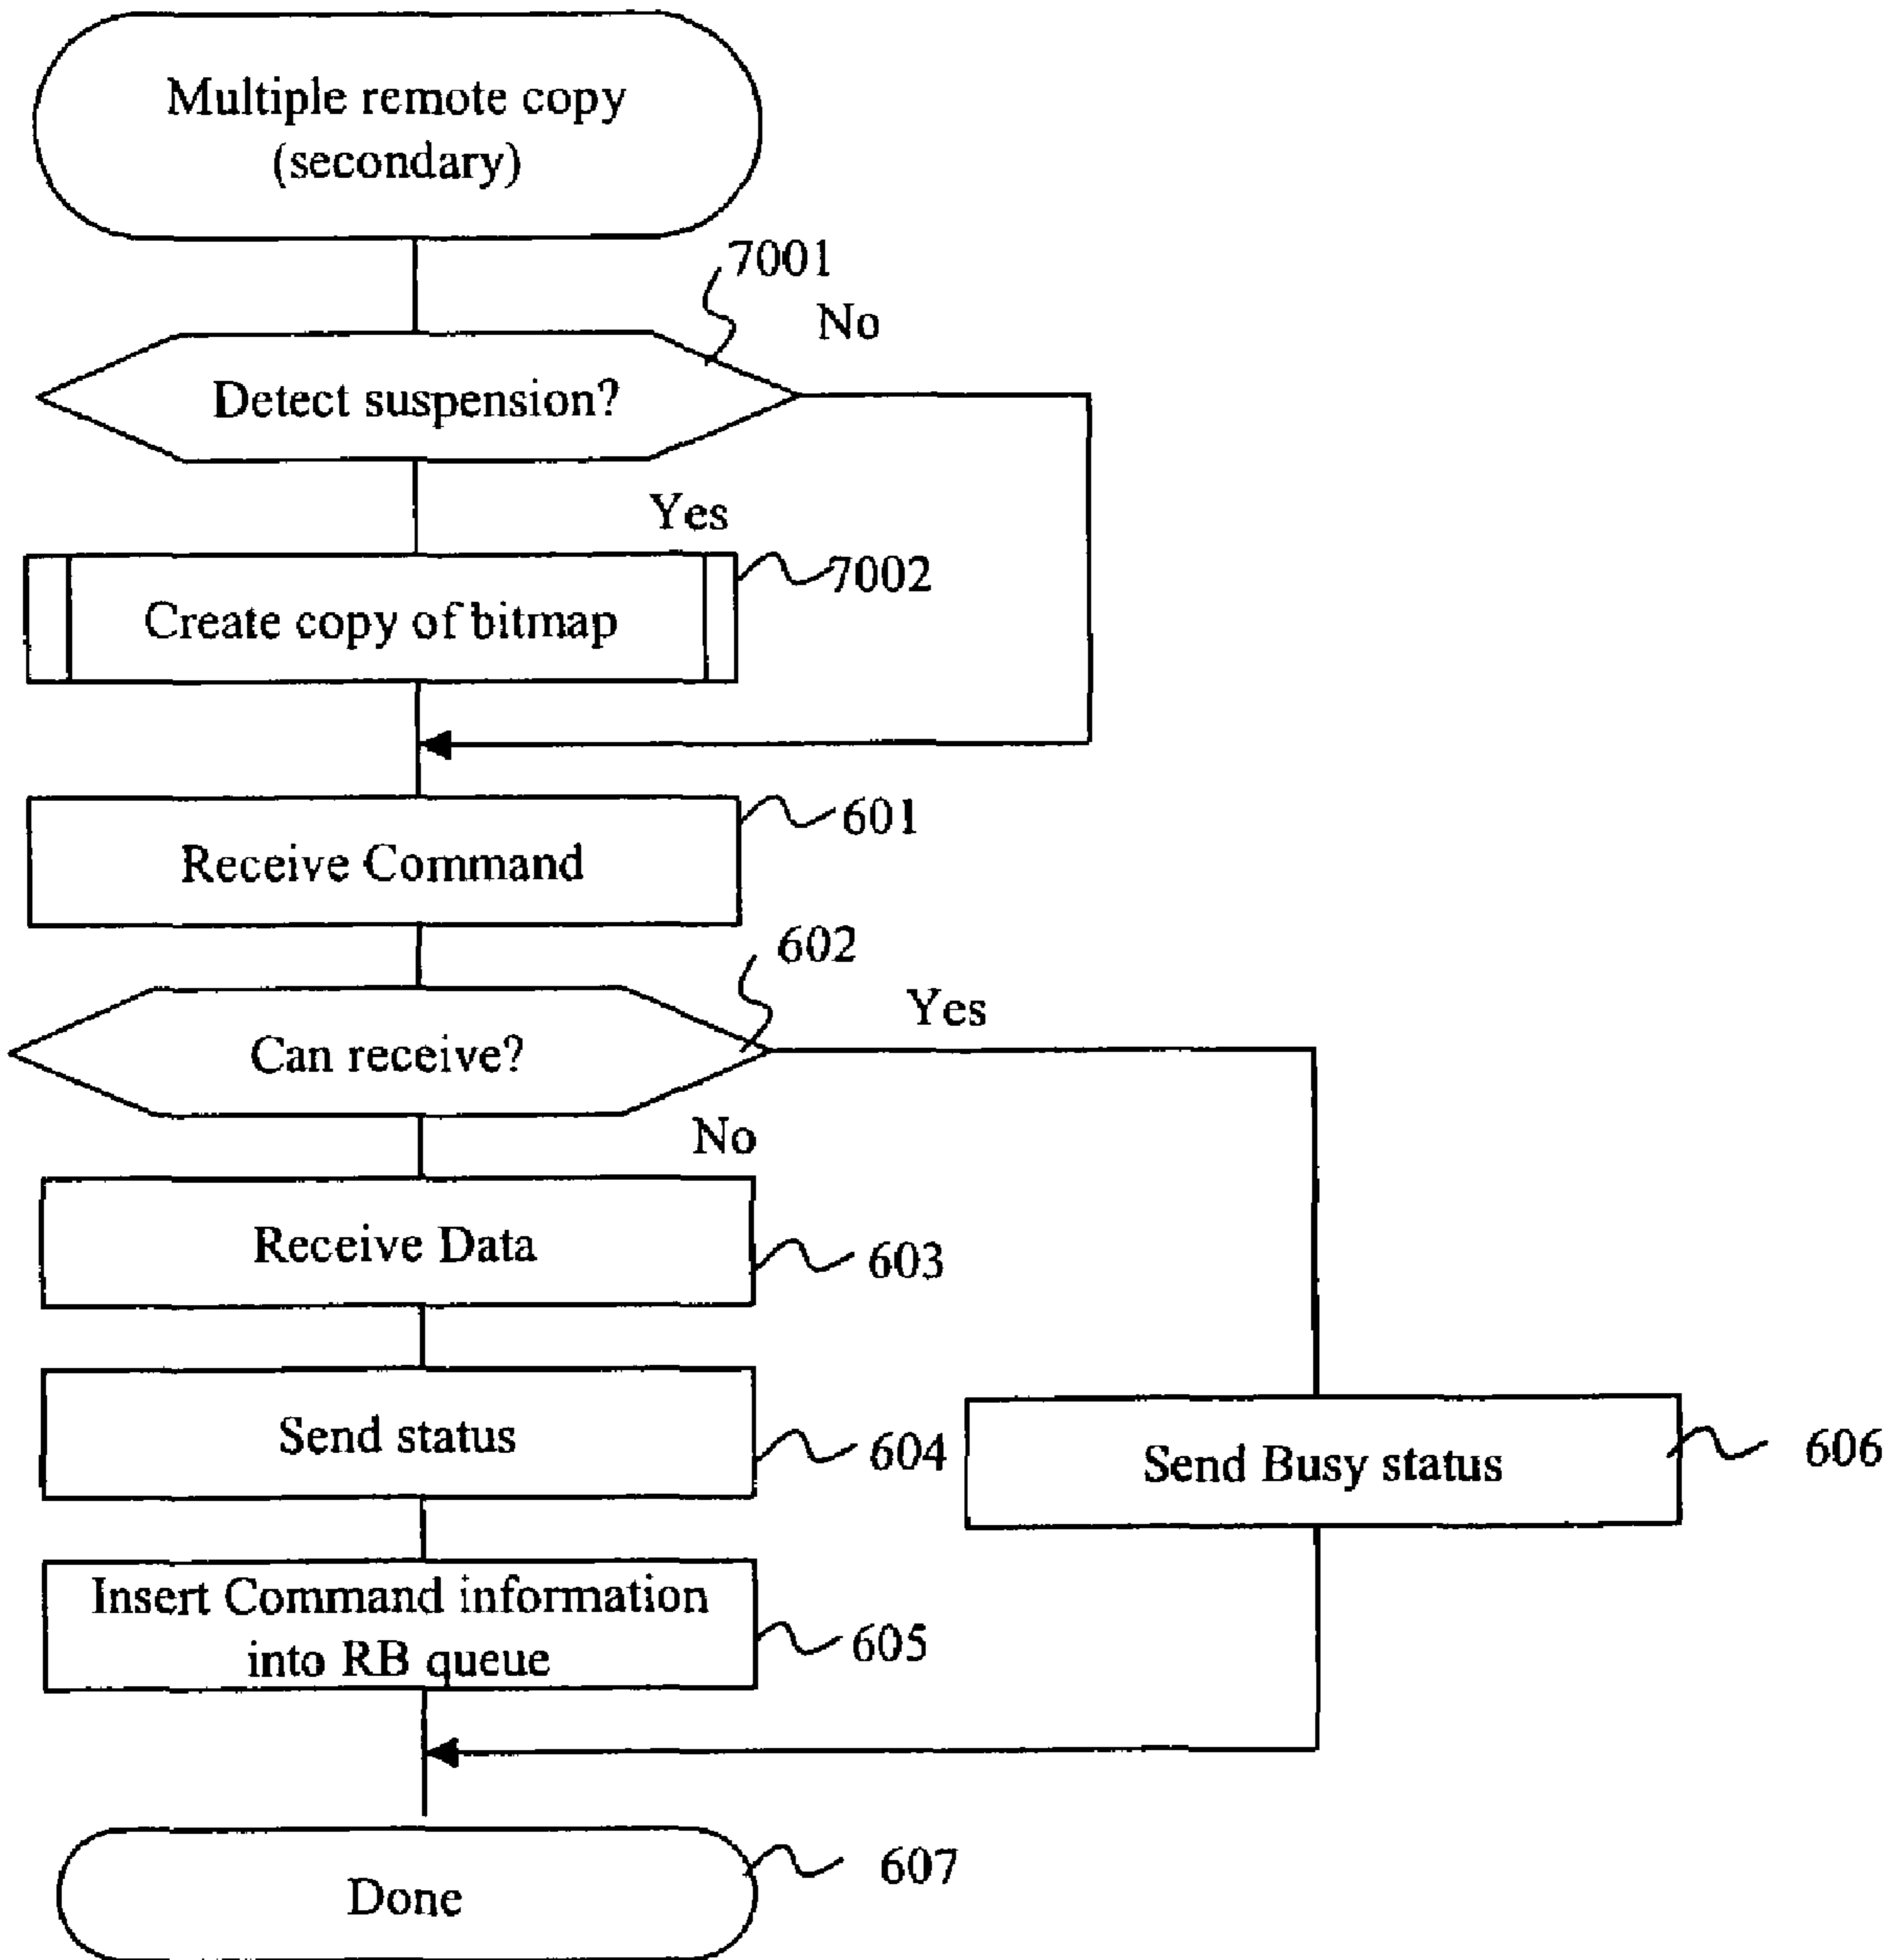 Multiple remote copy
(secondary)
7001
No
Detect suspension?
Yes
7002
Create copy of bitmap
601
Receive Command
602
Yes
Can receive?
No
Receive Data
603
Send status
604
Send Busy status
606
Insert Command information
into RB queue
605
607
Done